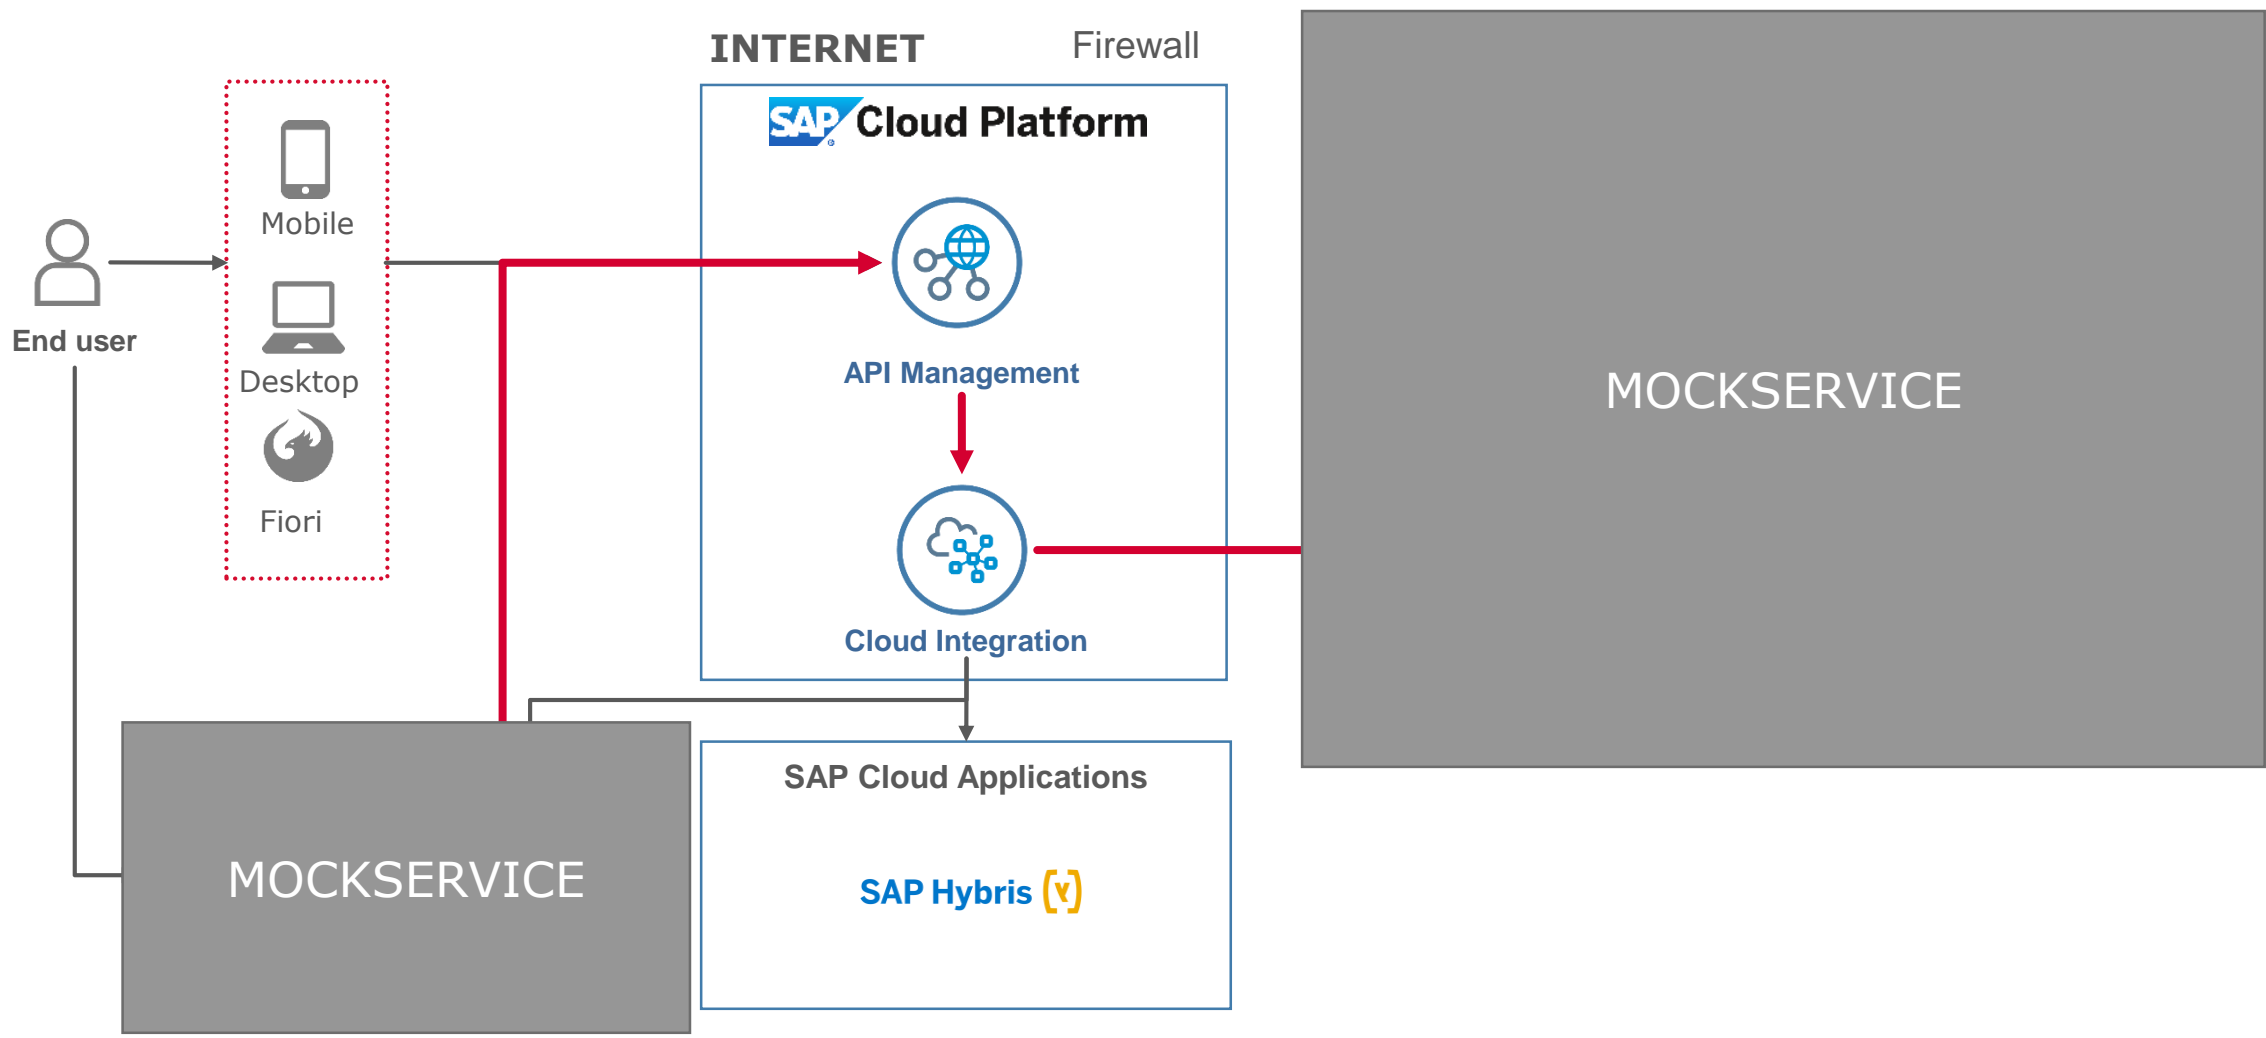 INTERNET
Firewall
SAP Cloud Platform
Mobile
End user
Desktop
API Management
MOCKSERVICE
Fiori
Cloud Integration
SAP Cloud Applications
MOCKSERVICE
SAP Hybris (Y)